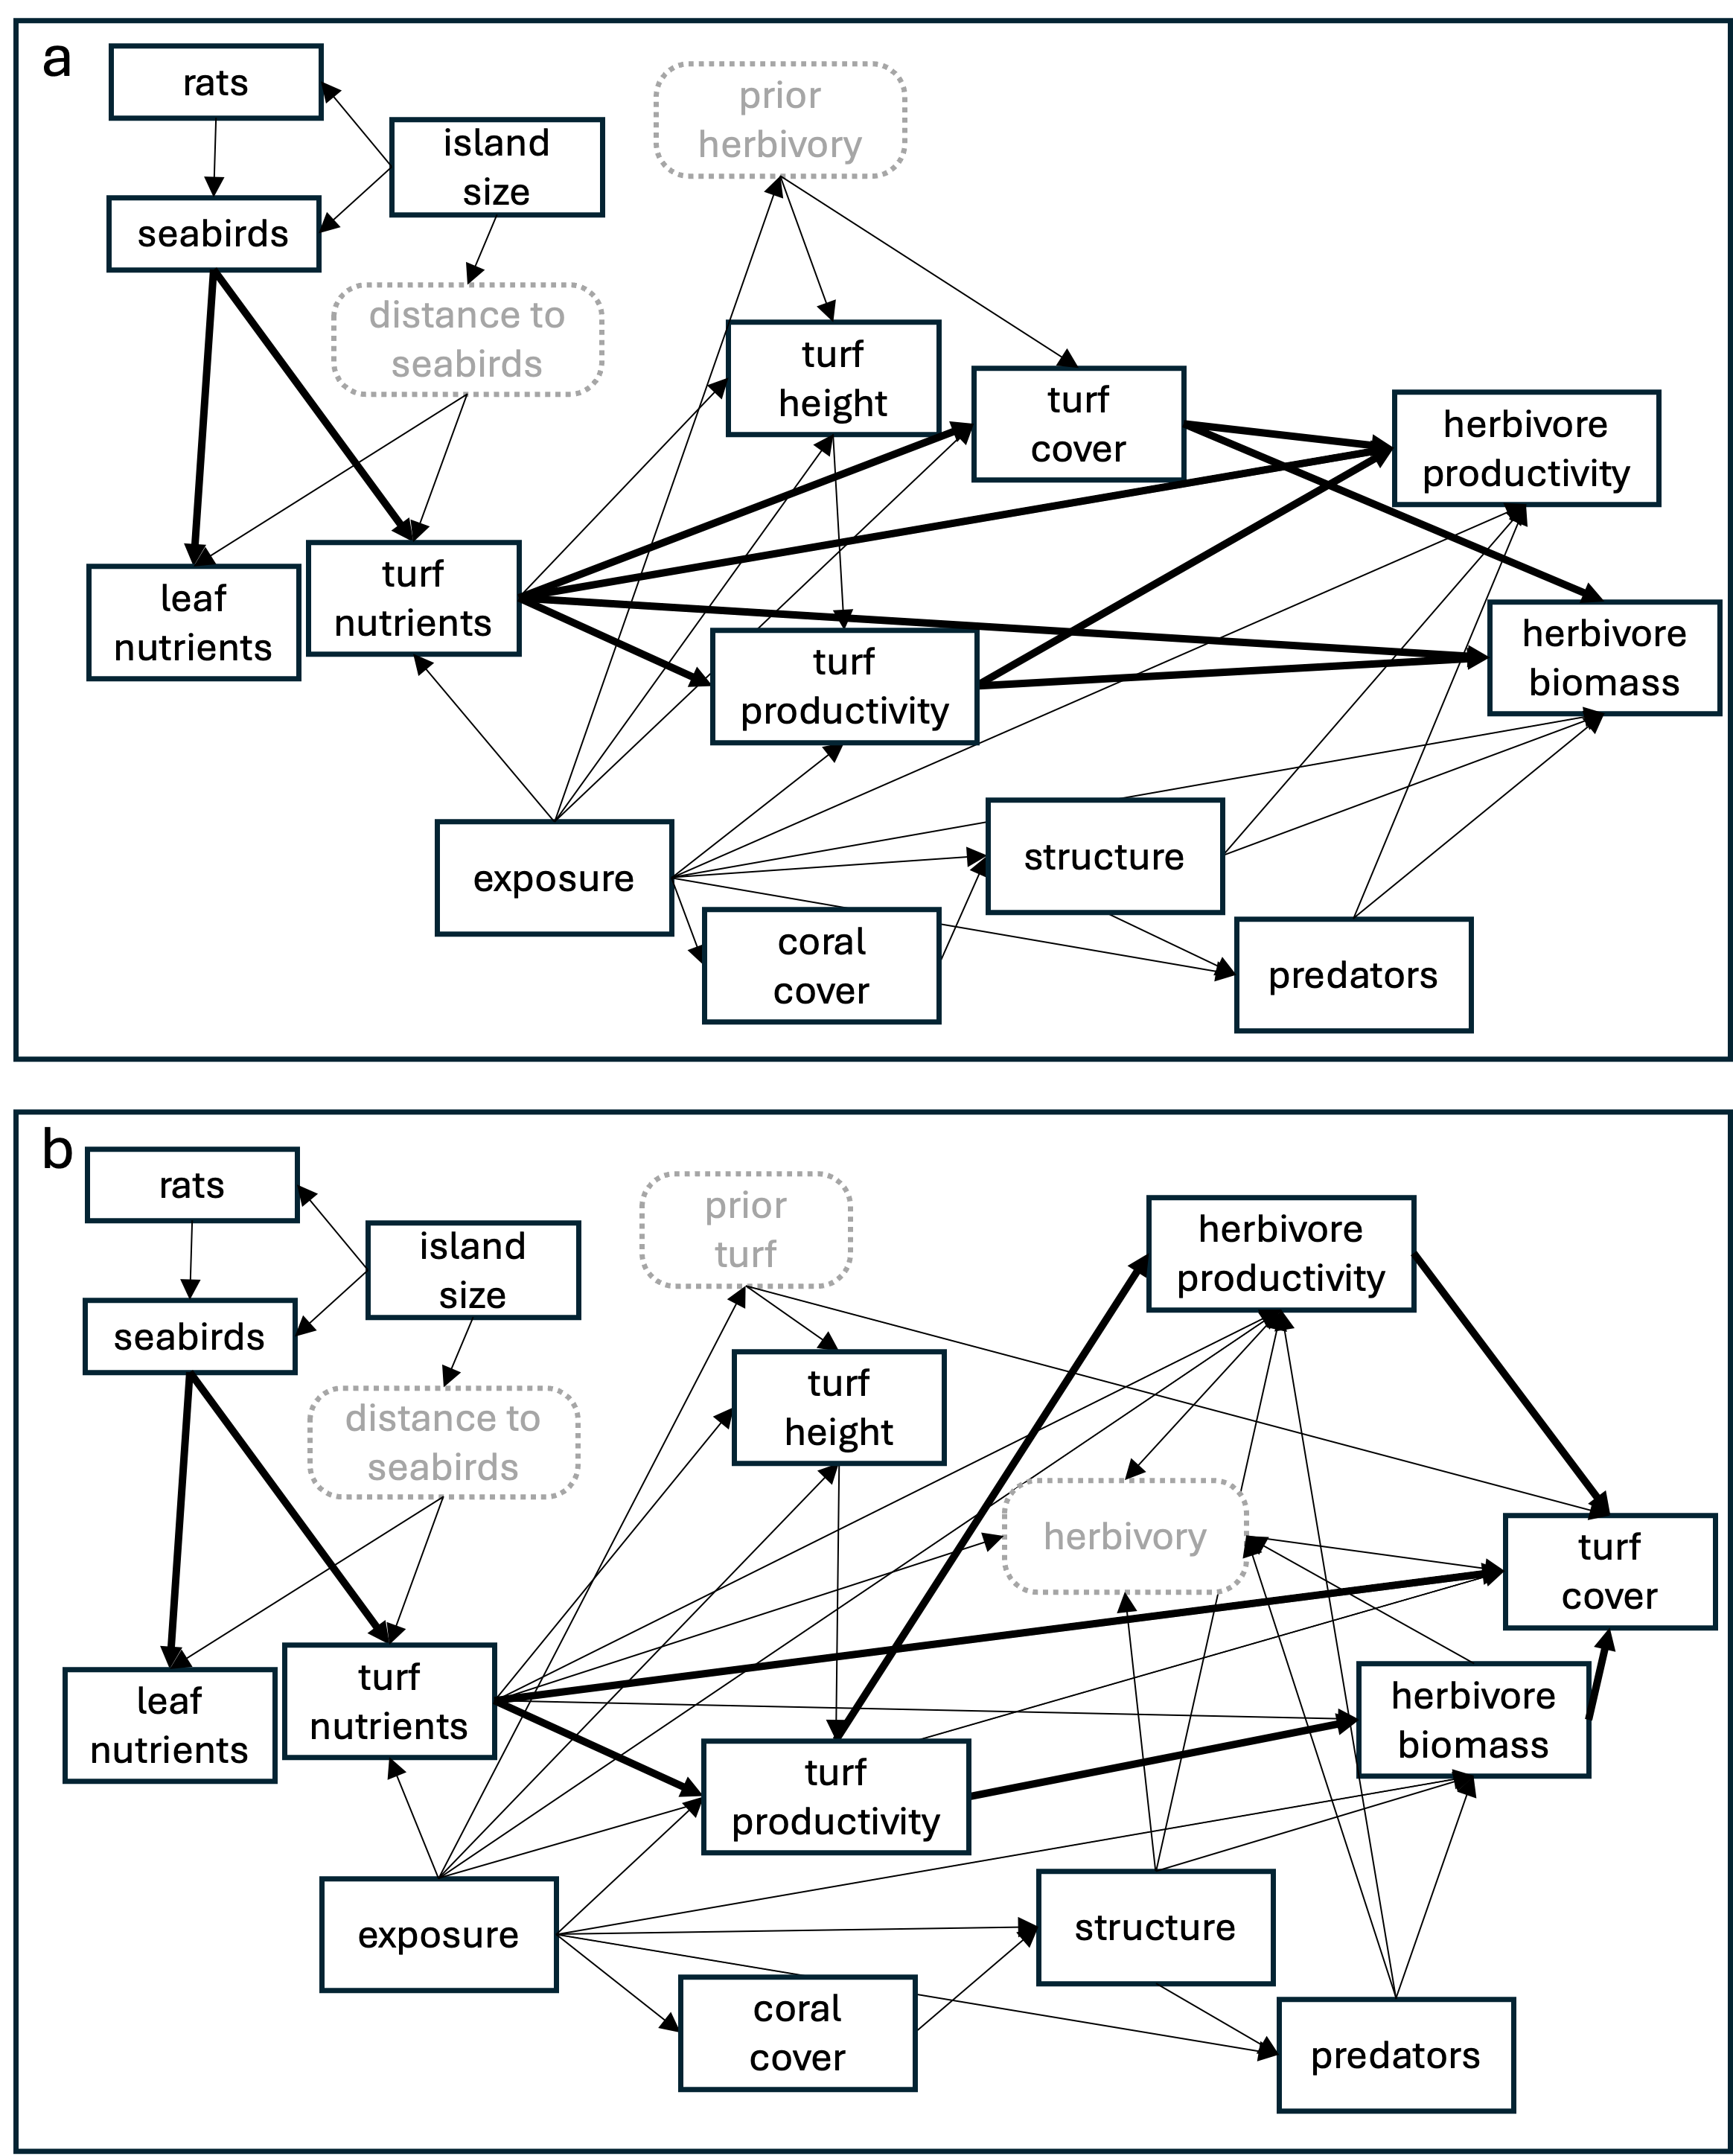 a
rats
island
size
prior
herbivory
seabirds
distance to
seabirds
turf
height
turf
cover
herbivore
productivity
leaf
nutrients
turf
nutrients
turf
productivity
herbivore
biomass
exposure
structure
coral
cover
predators
b
rats
island
size
prior
turf
herbivore
productivity
seabirds
distance to
seabirds
turf
height
herbivory
turf
cover
leaf
nutrients
turf
nutrients
turf
productivity
herbivore
biomass
exposure
structure
coral
cover
predators